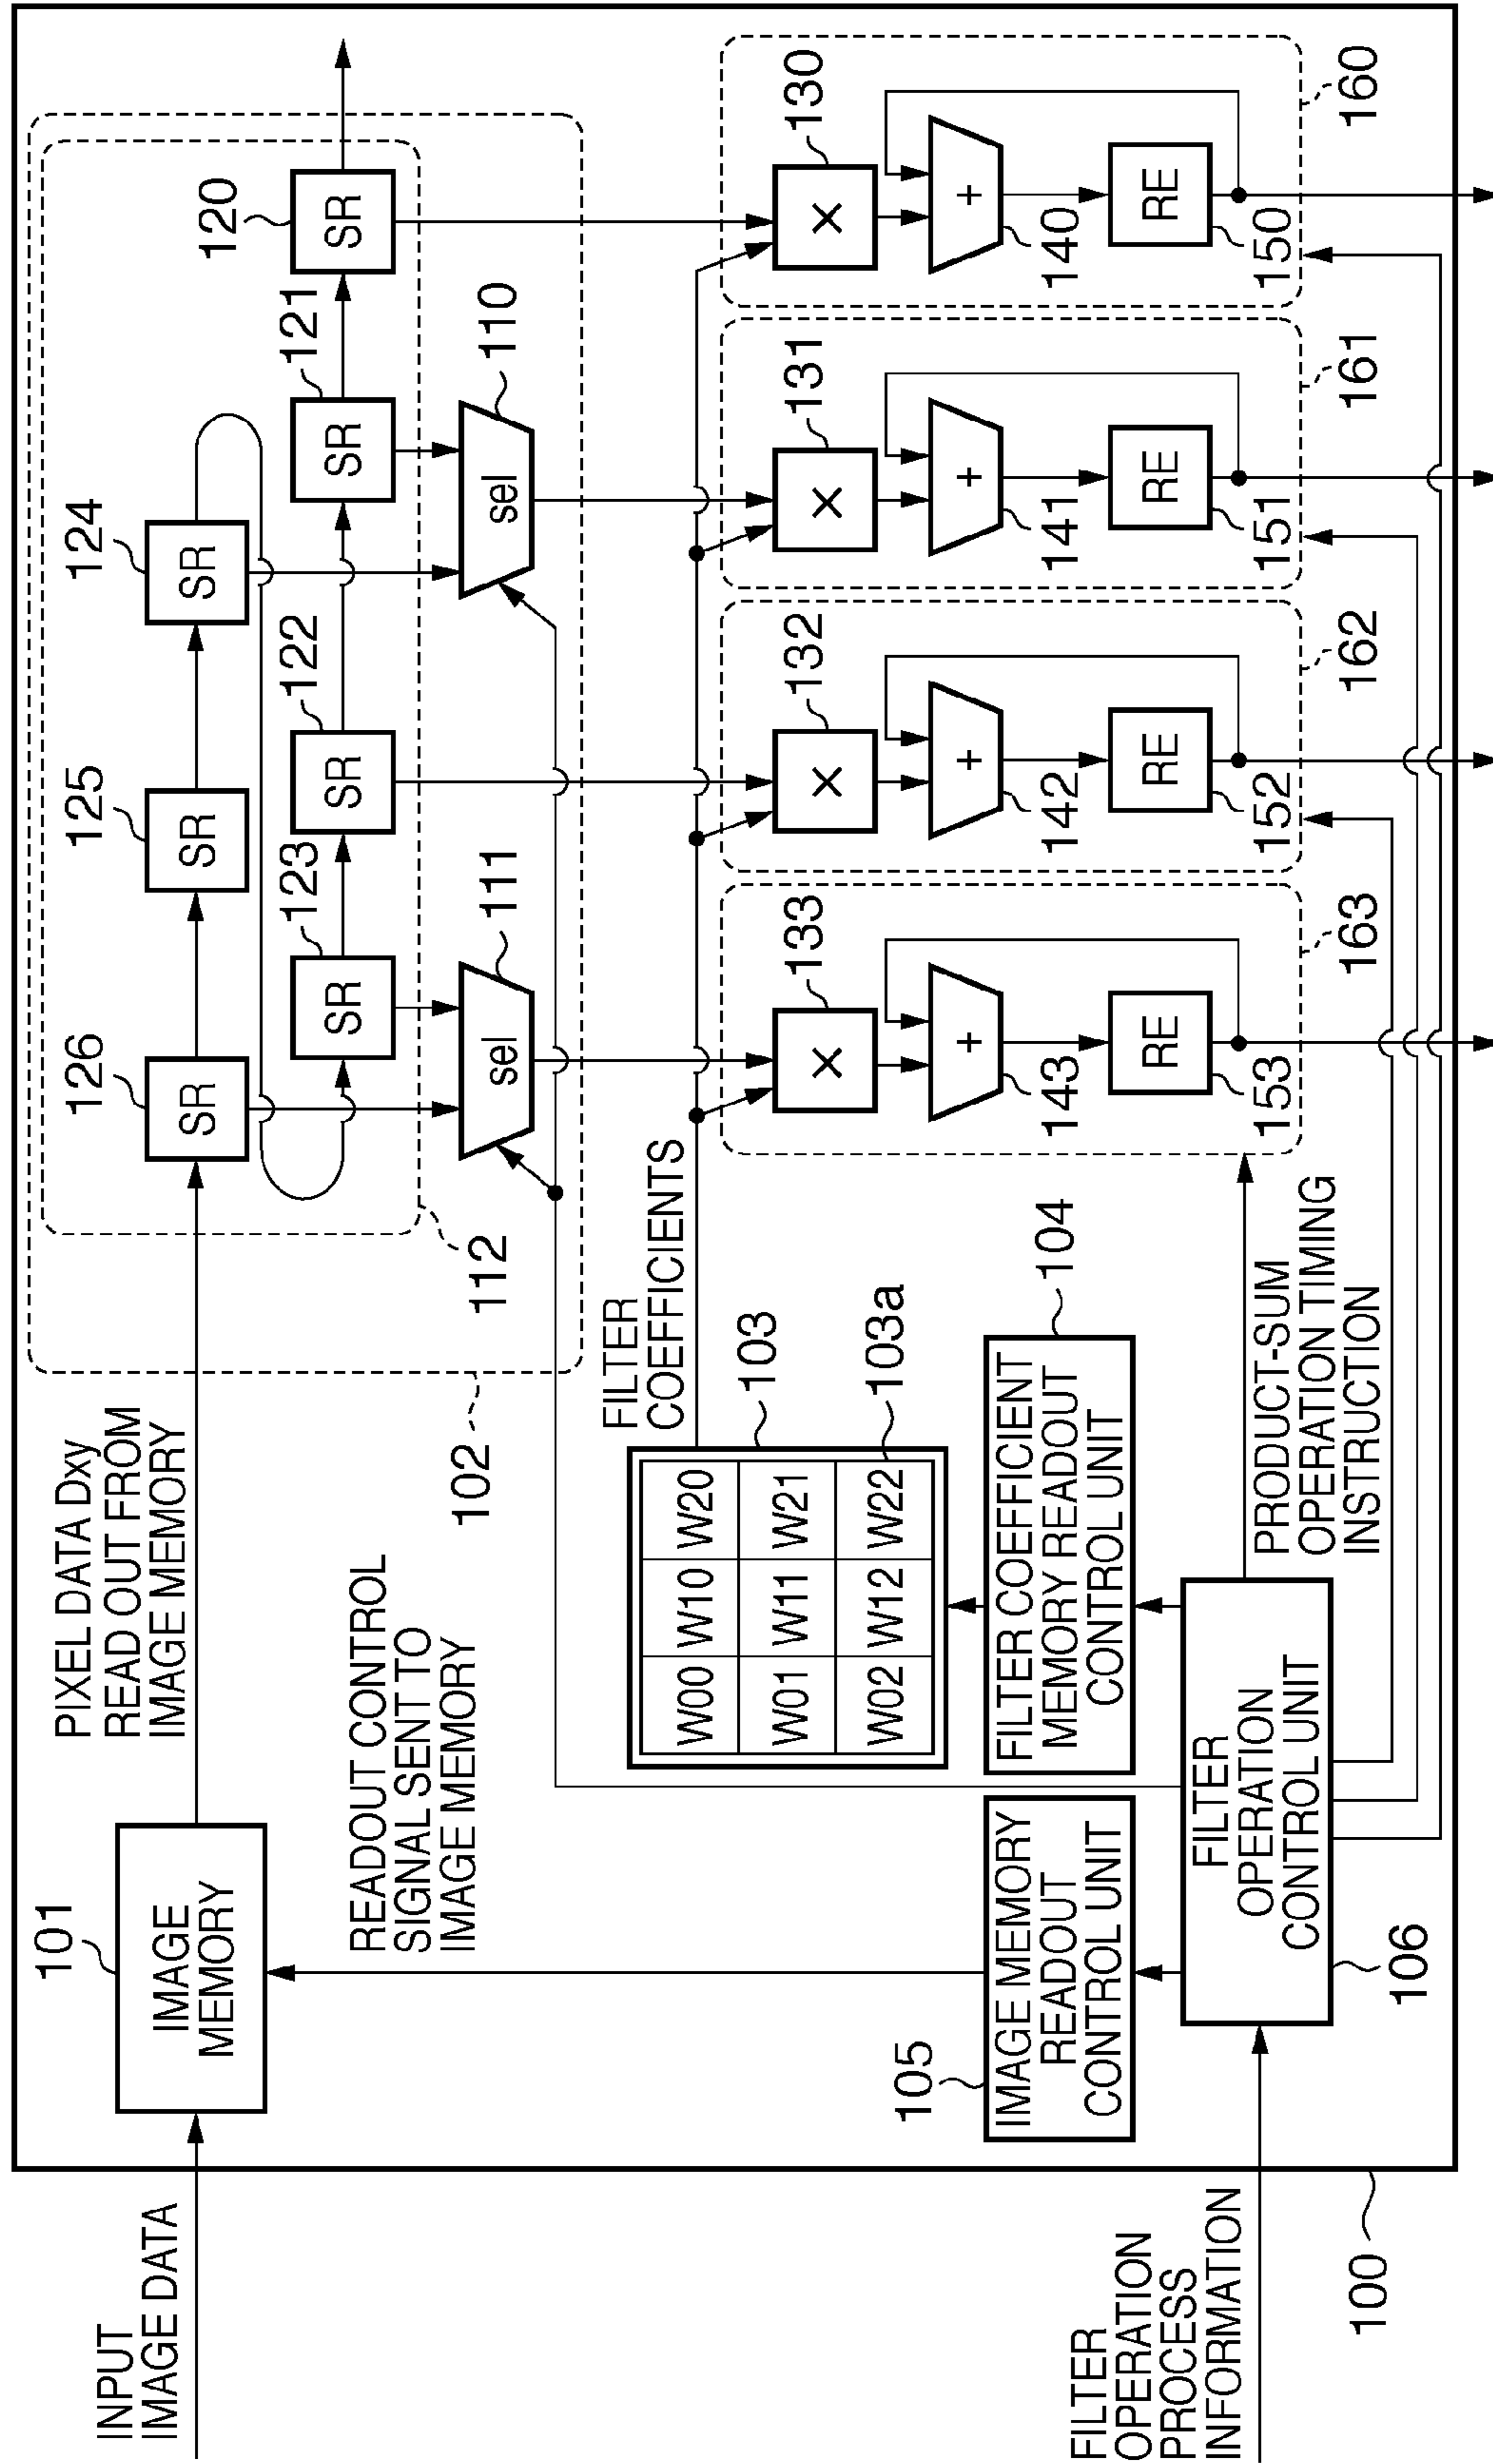 INPUT
IMAGE DATA
101
IMAGE
MEMORY
PIXEL DATA Dxy
READ OUT FROM
IMAGE MEMORY
READOUT CONTROL
SIGNAL SENT TO
IMAGE MEMORY
102
112
126
SR
125
SR
124
SR
123
SR
122
SR
121
SR
120
SR
111
sel
110
sel
FILTER
COEFFICIENTS
103
103a
W00 W10 W20
W01 W11 W21
W02 W12 W22
133
×
132
×
131
×
130
×
+
143
+
142
+
141
+
140
RE
153
RE
152
RE
151
RE
150
163
162
161
160
104
FILTER COEFFICIENT
MEMORY READOUT
CONTROL UNIT
105
IMAGE MEMORY
READOUT
CONTROL UNIT
FILTER
OPERATION
CONTROL UNIT
106
PRODUCT-SUM
OPERATION TIMING
INSTRUCTION
FILTER
OPERATION
PROCESS
INFORMATION
100